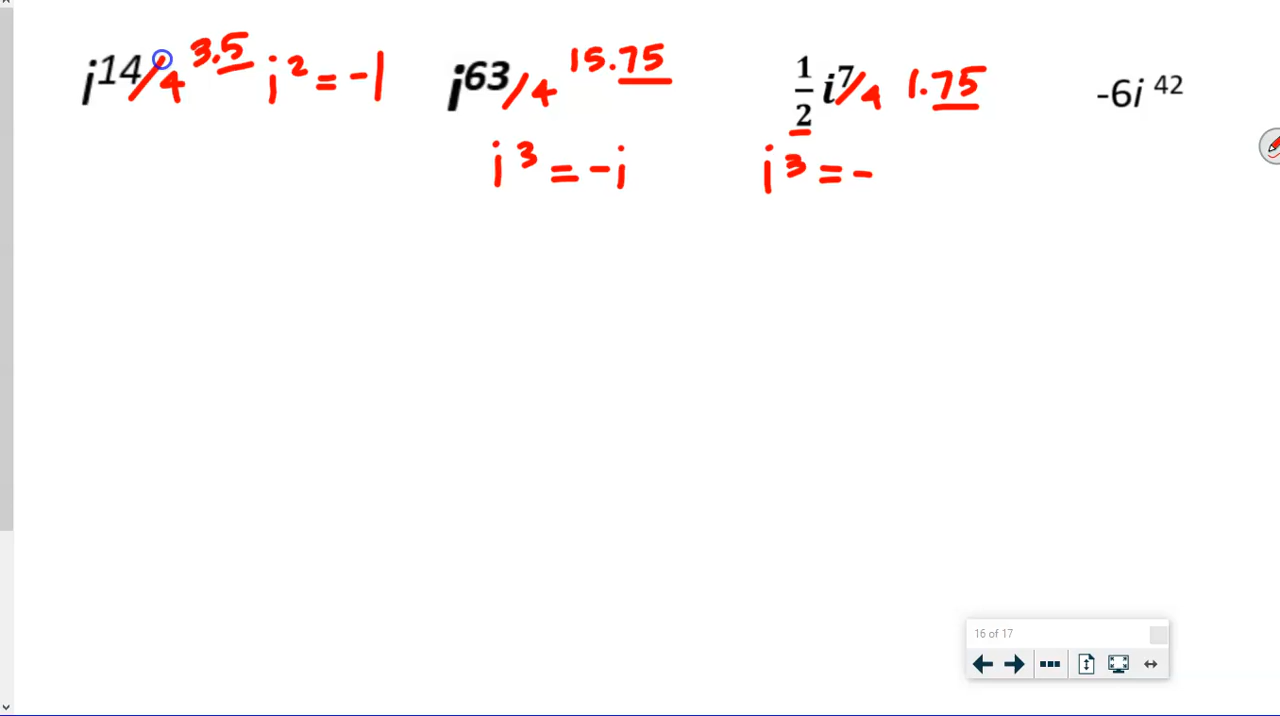 i¹⁴/4 3.5 i² = -1
i⁶³/4 15.75
i³ = -i
1/2 i⁷/4 1.75
i³ = -
-6i ⁴²
16 of 17